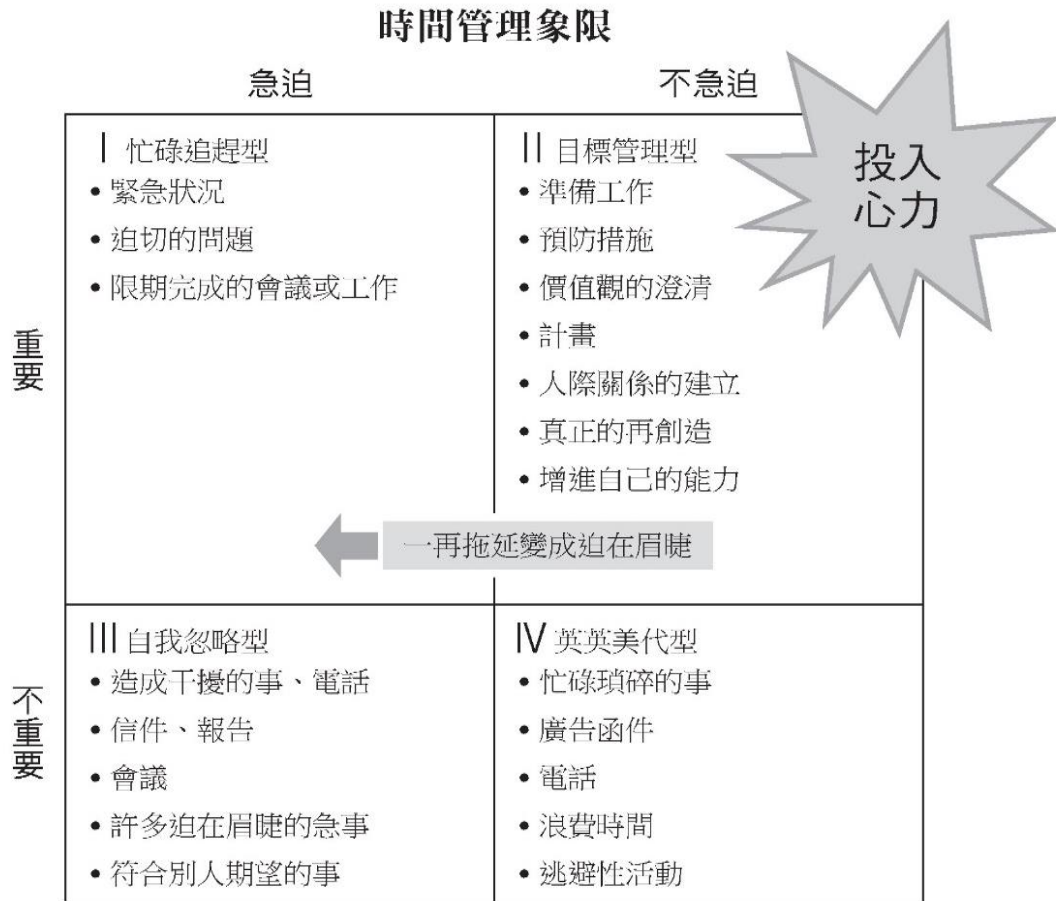 時間管理象限
急迫
不急迫
投入
心力
重要
I 忙碌追趕型
• 緊急狀況
• 迫切的問題
• 限期完成的會議或工作
II 目標管理型
• 準備工作
• 預防措施
• 價值觀的澄清
• 計畫
• 人際關係的建立
• 真正的再創造
• 增進自己的能力
一再拖延變成迫在眉睫
不重要
III 自我忽略型
• 造成干擾的事、電話
• 信件、報告
• 會議
• 許多迫在眉睫的急事
• 符合別人期望的事
IV 英英美代型
• 忙碌瑣碎的事
• 廣告函件
• 電話
• 浪費時間
• 逃避性活動